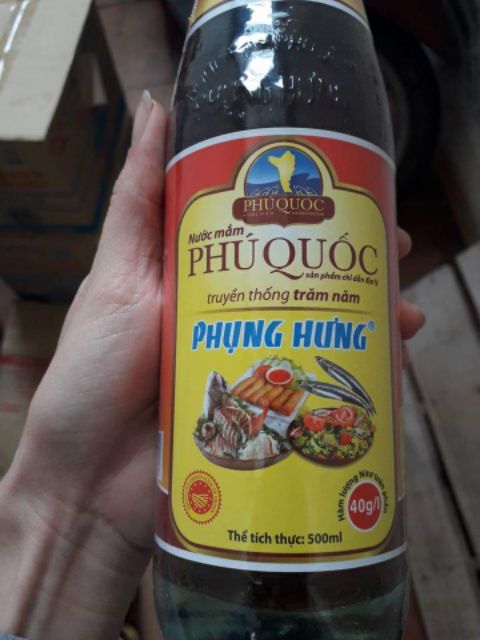 PHÚ QUỐC
Nước mắm
PHÚ QUỐC
sản phẩm chỉ dẫn địa lý
truyền thống trăm năm
PHỤNG HƯNG®
Hàm lượng Nitơ toàn phần
40g/l
Thể tích thực: 500ml